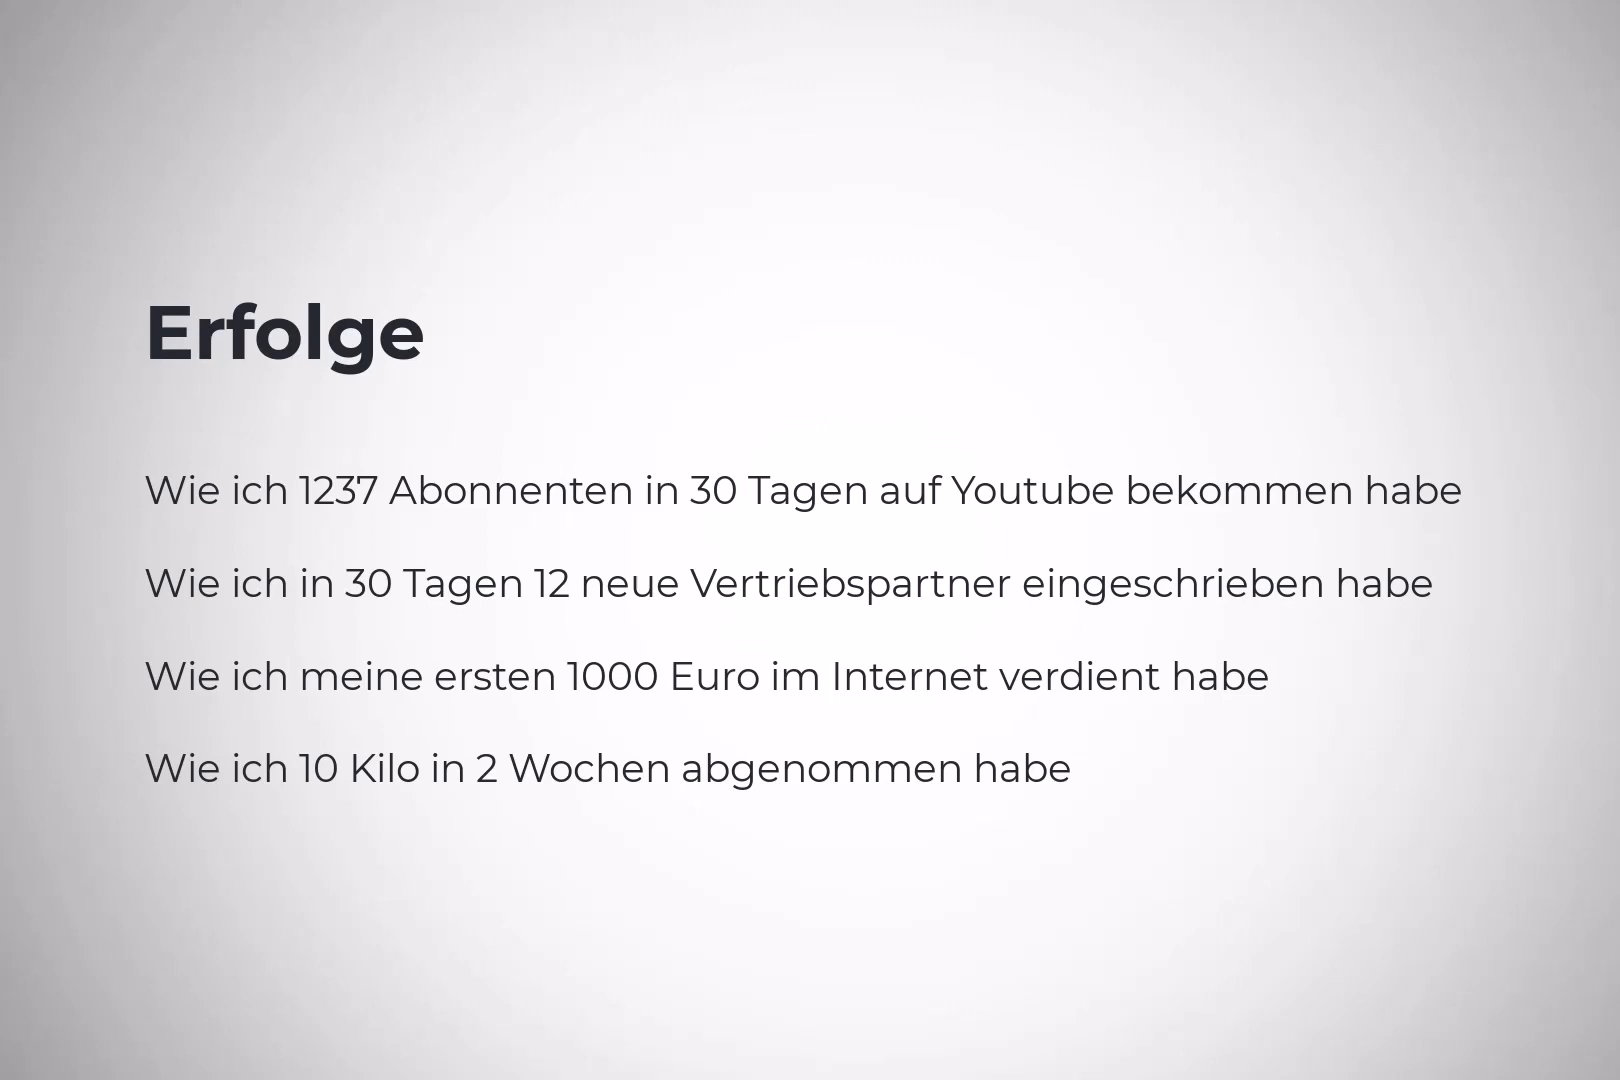 Erfolge
Wie ich 1237 Abonnenten in 30 Tagen auf Youtube bekommen habe
Wie ich in 30 Tagen 12 neue Vertriebspartner eingeschrieben habe
Wie ich meine ersten 1000 Euro im Internet verdient habe
Wie ich 10 Kilo in 2 Wochen abgenommen habe